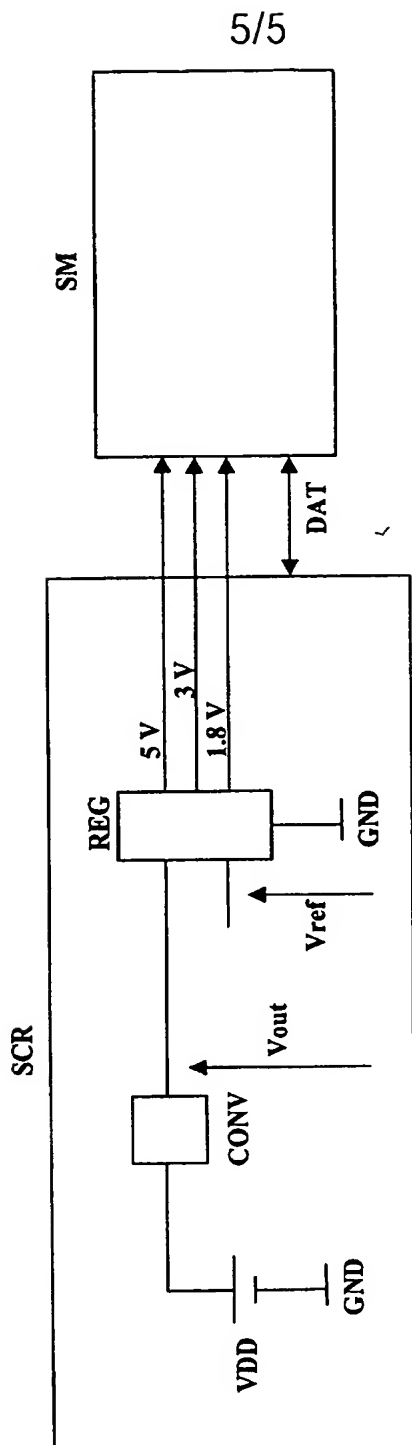 5/5
SCR
SM
REG
5 V
3 V
1.8 V
DAT
CONV
Vout
Vref
VDD
GND
GND